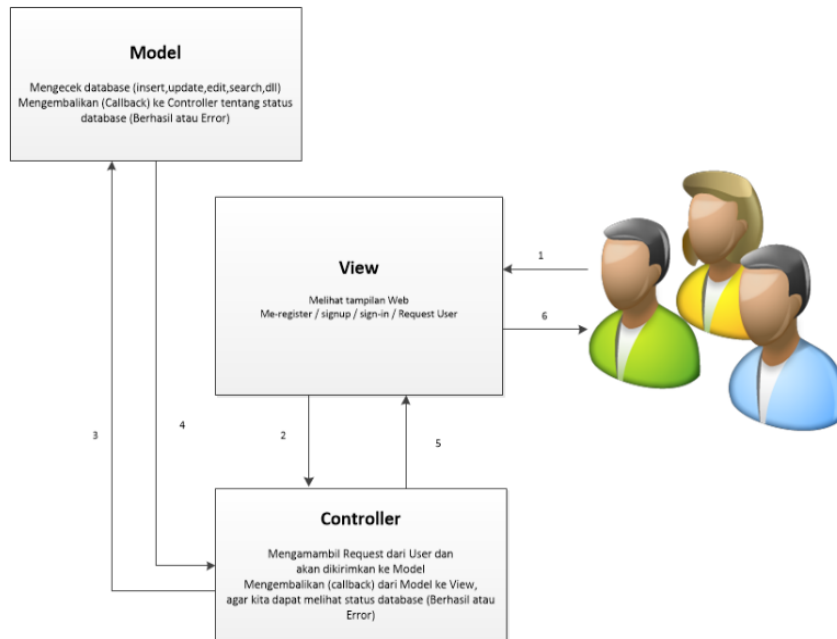 Model
Mengecek database (insert,update,edit,search,dll)
Mengembalikan (Callback) ke Controller tentang status
database (Berhasil atau Error)
View
Melihat tampilan Web
Me-register / signup / sign-in / Request User
1
6
3
4
2
5
Controller
Mengamambil Request dari User dan
akan dikirimkan ke Model
Mengembalikan (callback) dari Model ke View,
agar kita dapat melihat status database (Berhasil atau
Error)